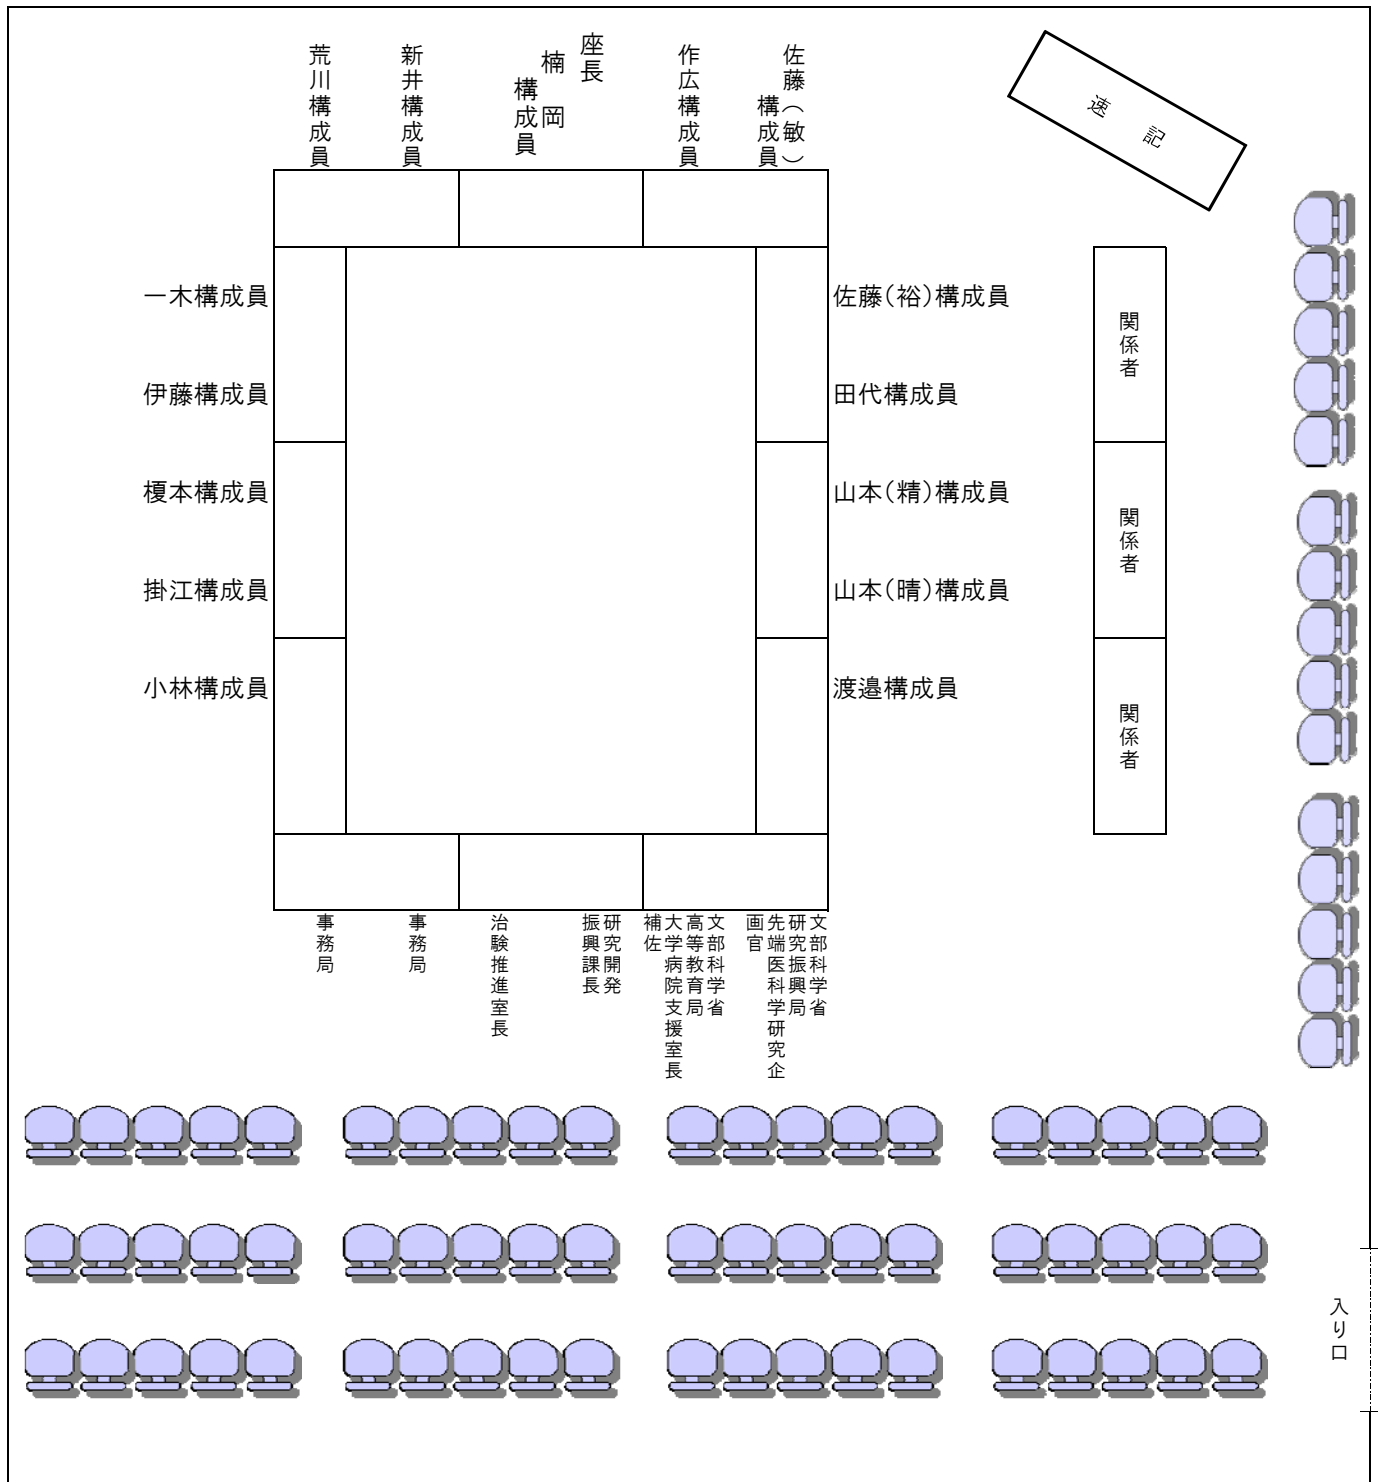 荒川構成員
新井構成員
座長
楠岡
構成員
作広構成員
佐藤（敏）
構成員
速記
一木構成員
伊藤構成員
榎本構成員
掛江構成員
小林構成員
佐藤（裕）構成員
田代構成員
山本（精）構成員
山本（晴）構成員
渡邉構成員
関係者
関係者
関係者
事務局
事務局
治験推進室長
研究開発
振興課長
文部科学省
高等教育局
大学病院支援室長
補佐
文部科学省
研究振興局
先端医科学研究企
画官
入り口